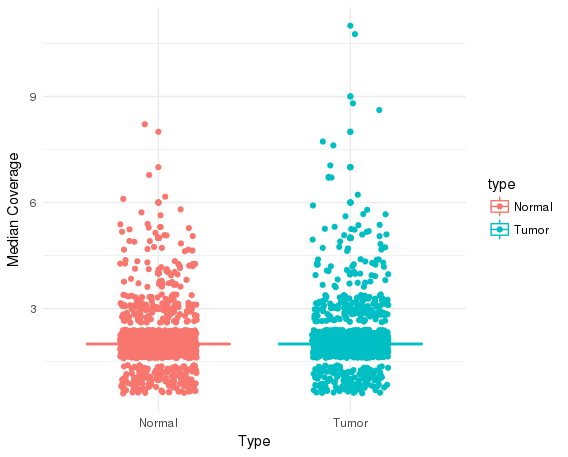 Median Coverage
9
6
3
Normal
Tumor
Type
type
Normal
Tumor